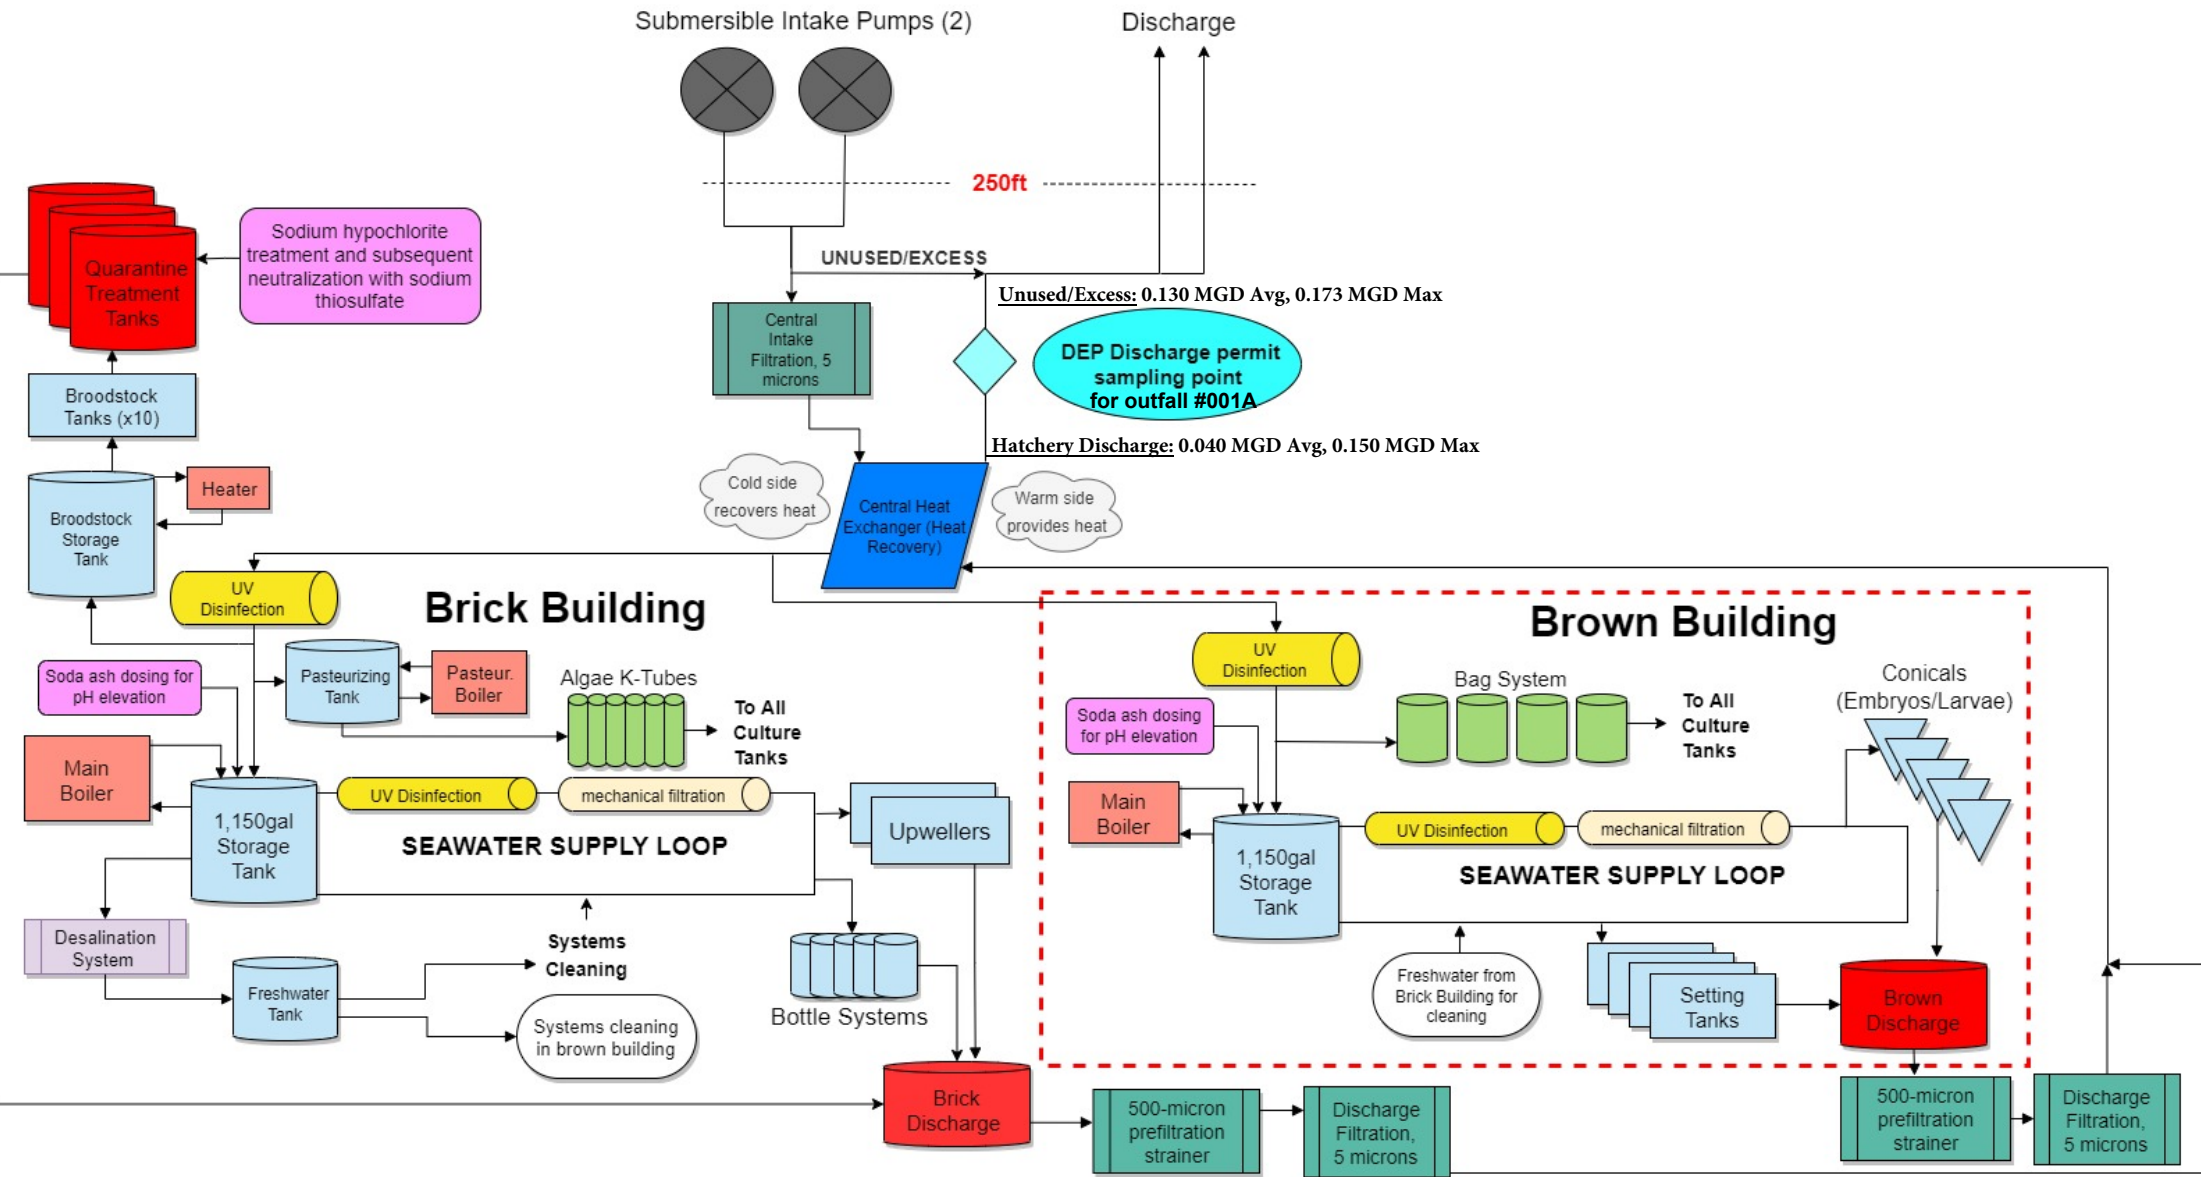 Submersible Intake Pumps (2)
Discharge
250ft
UNUSED/EXCESS
Unused/Excess: 0.130 MGD Avg, 0.173 MGD Max
Sodium hypochlorite
treatment and subsequent
neutralization with sodium
thiosulfate
Quarantine
Treatment
Tanks
Central
Intake
Filtration, 5
microns
DEP Discharge permit
sampling point
for outfall #001A
Broodstock
Tanks (x10)
Hatchery Discharge: 0.040 MGD Avg, 0.150 MGD Max
Heater
Cold side
recovers heat
Central Heat
Exchanger (Heat
Recovery)
Warm side
provides heat
Broodstock
Storage
Tank
UV
Disinfection
Brick Building
Brown Building
Soda ash dosing for
pH elevation
Pasteurizing
Tank
Pasteur.
Boiler
Algae K-Tubes
To All
Culture
Tanks
UV
Disinfection
Bag System
To All
Culture
Tanks
Conicals
(Embryos/Larvae)
Soda ash dosing
for pH elevation
Main
Boiler
1,150gal
Storage
Tank
UV Disinfection
mechanical filtration
SEAWATER SUPPLY LOOP
Upwellers
Main
Boiler
1,150gal
Storage
Tank
UV Disinfection
mechanical filtration
SEAWATER SUPPLY LOOP
Desalination
System
Freshwater
Tank
Systems
Cleaning
Systems cleaning
in brown building
Bottle Systems
Freshwater from
Brick Building for
cleaning
Setting
Tanks
Brown
Discharge
Brick
Discharge
500-micron
prefiltration
strainer
Discharge
Filtration,
5 microns
500-micron
prefiltration
strainer
Discharge
Filtration,
5 microns